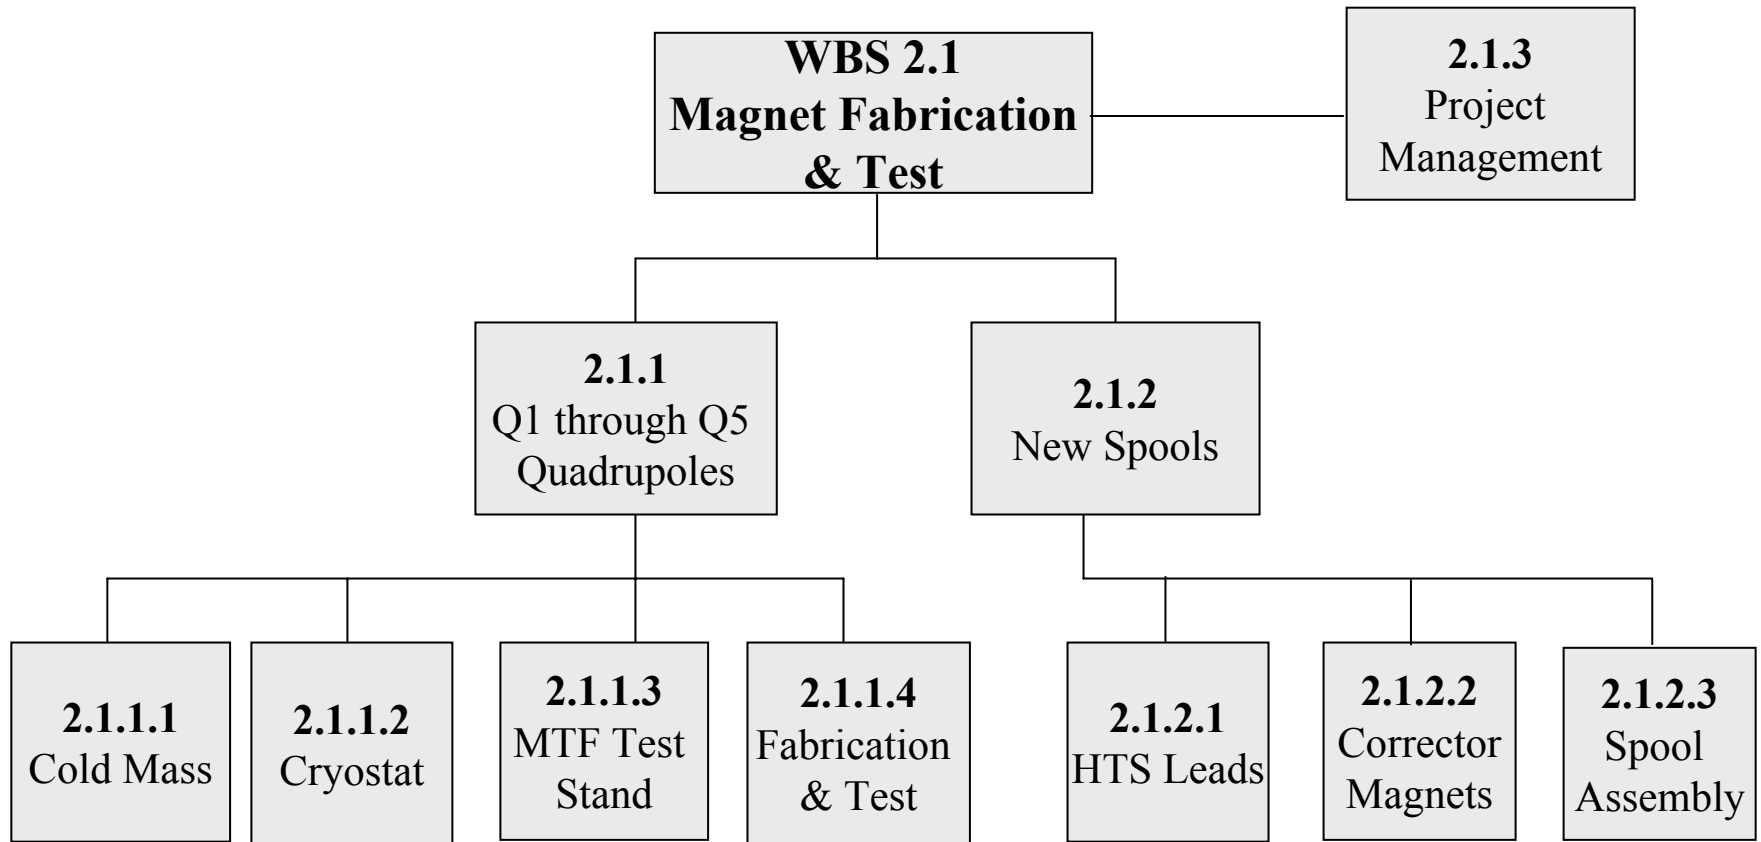 WBS 2.1
Magnet Fabrication
& Test
2.1.3
Project
Management
2.1.1
Q1 through Q5
Quadrupoles
2.1.2
New Spools
2.1.1.1
Cold Mass
2.1.1.2
Cryostat
2.1.1.3
MTF Test
Stand
2.1.1.4
Fabrication
& Test
2.1.2.1
HTS Leads
2.1.2.2
Corrector
Magnets
2.1.2.3
Spool
Assembly